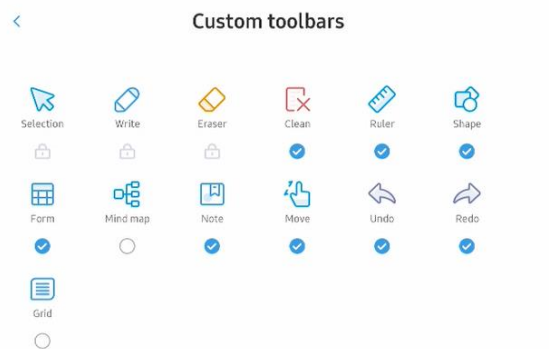 Custom toolbars
Selection Write Eraser Clean Ruler Shape
Form Mind map Note Move Undo Redo
Grid